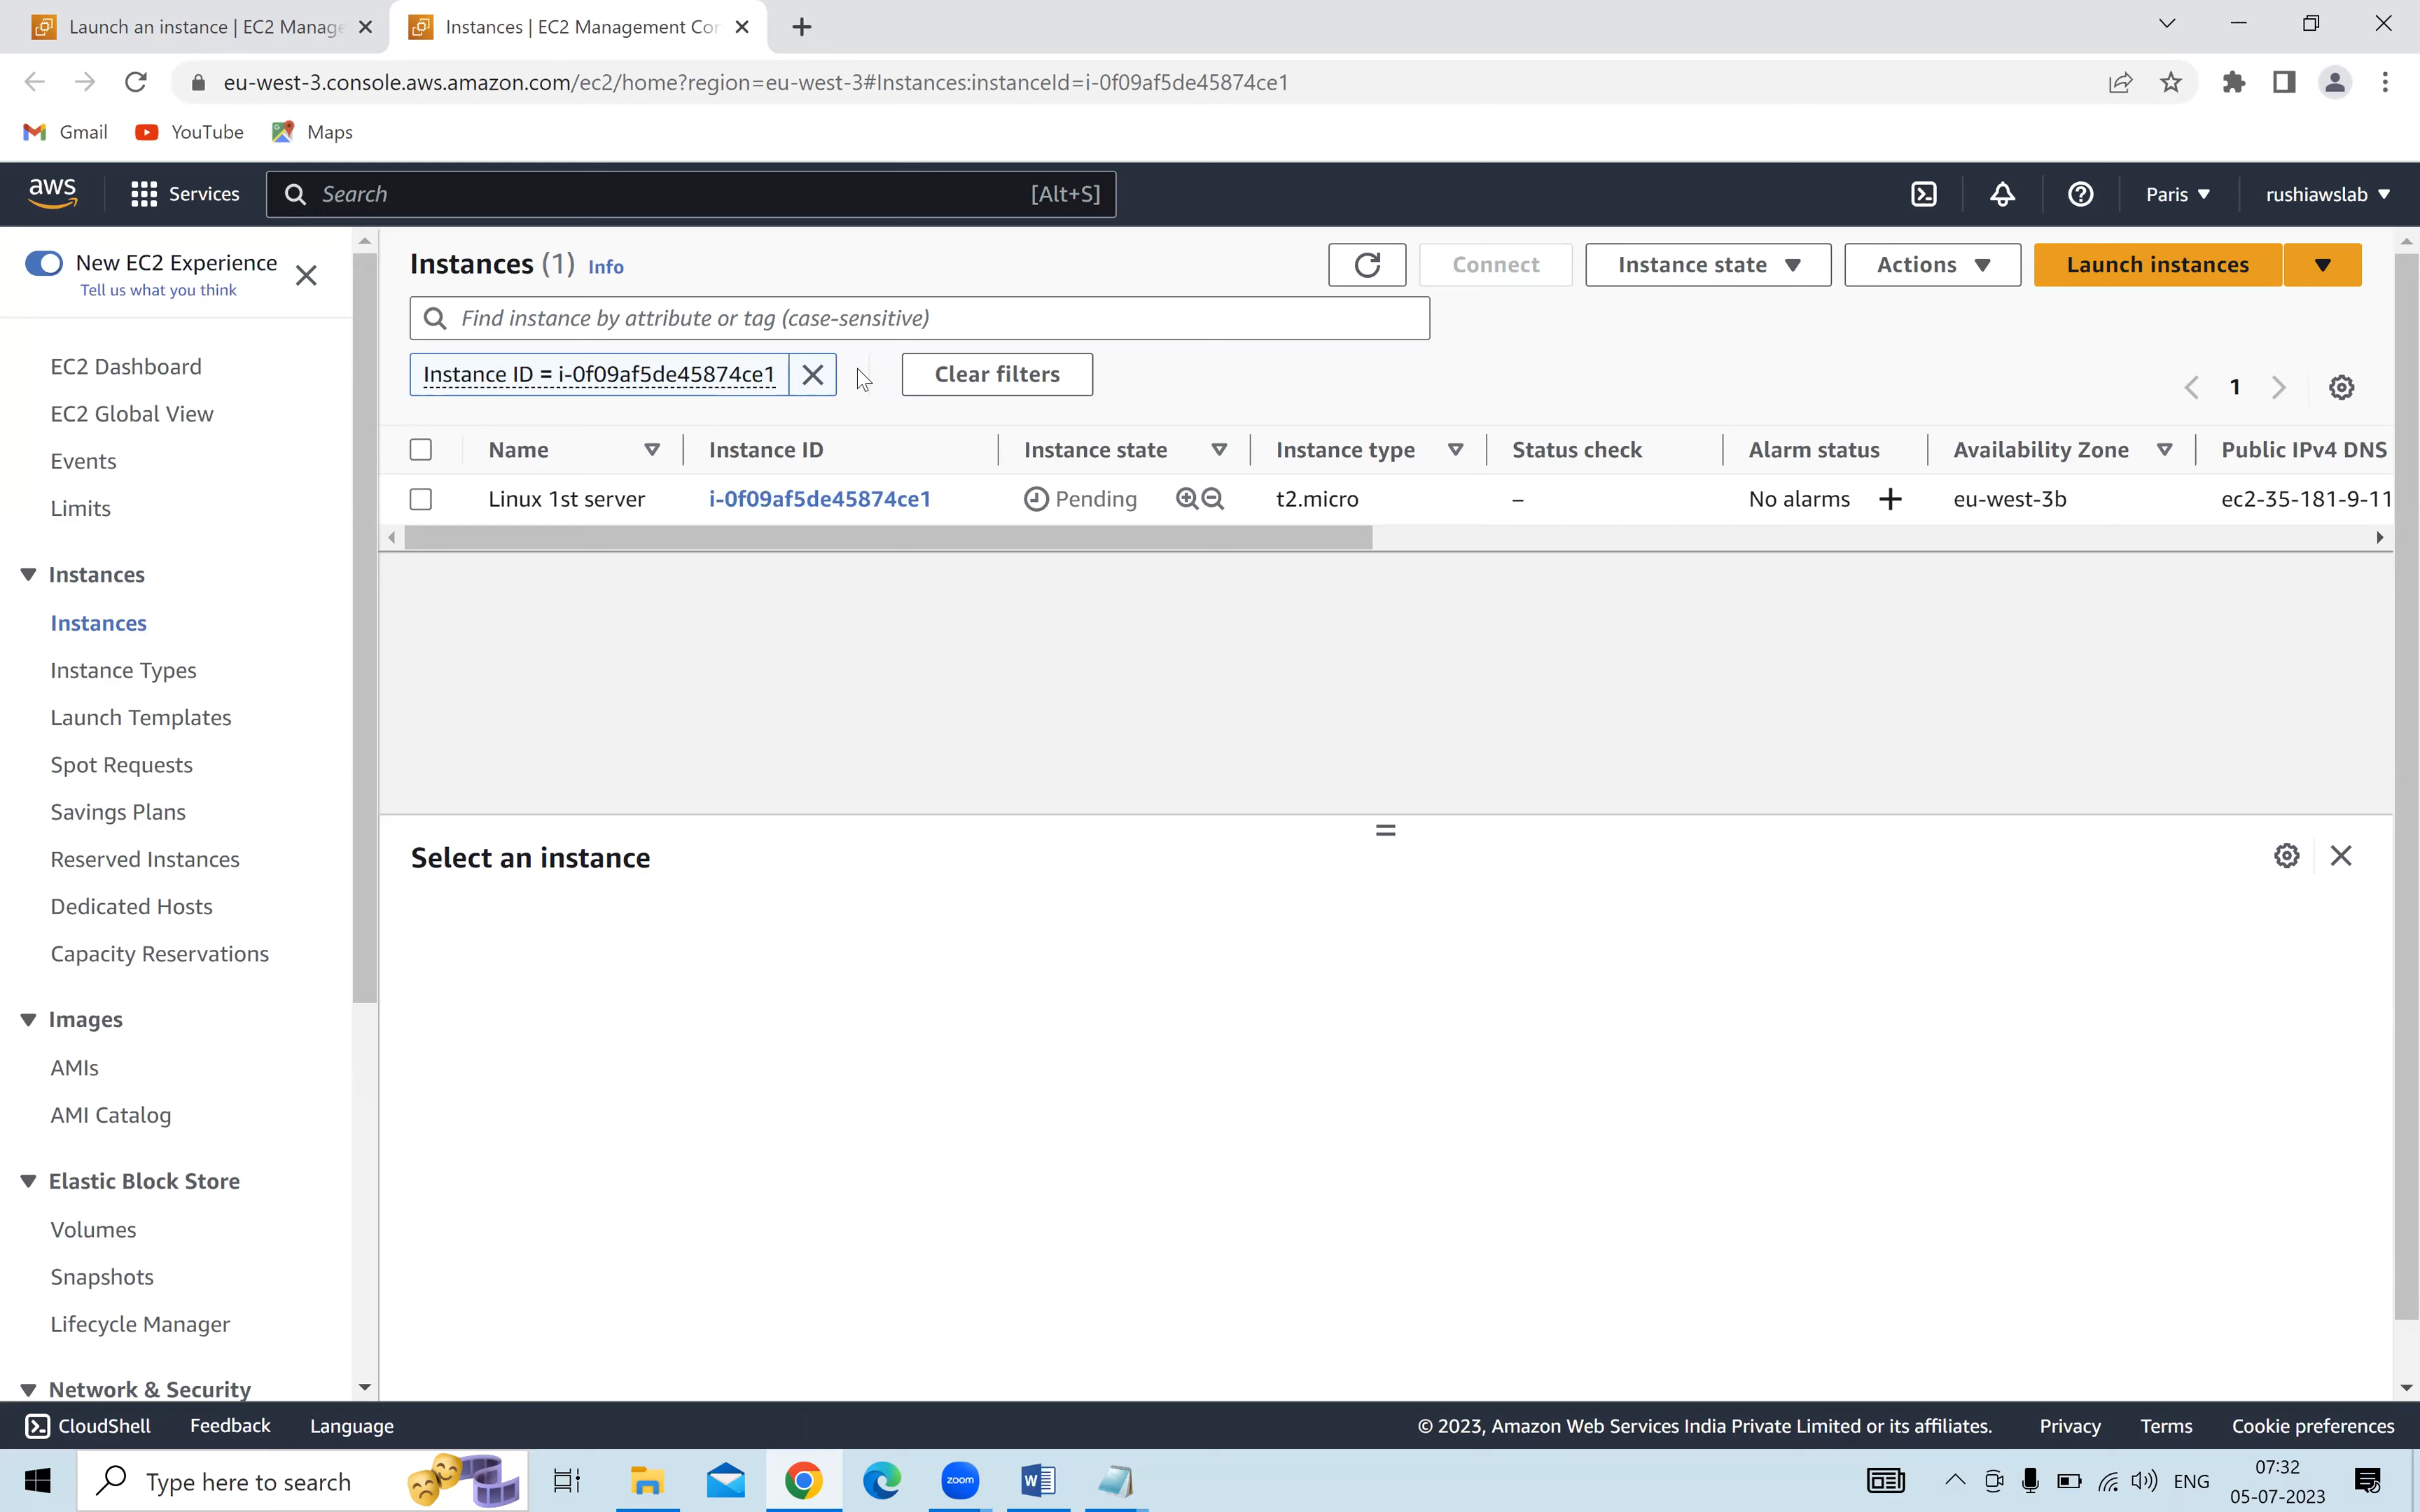 Launch an instance | EC2 Manage
Instances | EC2 Management Con
eu-west-3.console.aws.amazon.com/ec2/home?region=eu-west-3#Instances:instanceId=i-0f09af5de45874ce1
Gmail YouTube Maps
aws Services Search [Alt+S] Paris rushiawslab
New EC2 Experience
Tell us what you think
EC2 Dashboard
EC2 Global View
Events
Limits
Instances
Instances
Instance Types
Launch Templates
Spot Requests
Savings Plans
Reserved Instances
Dedicated Hosts
Capacity Reservations
Images
AMIs
AMI Catalog
Elastic Block Store
Volumes
Snapshots
Lifecycle Manager
Network & Security
Instances (1) Info
Connect Instance state Actions Launch instances
Find instance by attribute or tag (case-sensitive)
Instance ID = i-0f09af5de45874ce1 Clear filters
1
Name Instance ID Instance state Instance type Status check Alarm status Availability Zone Public IPv4 DNS
Linux 1st server i-0f09af5de45874ce1 Pending t2.micro – No alarms + eu-west-3b ec2-35-181-9-11
Select an instance
CloudShell Feedback Language © 2023, Amazon Web Services India Private Limited or its affiliates. Privacy Terms Cookie preferences
Type here to search
zoom
W
ENG
07:32
05-07-2023